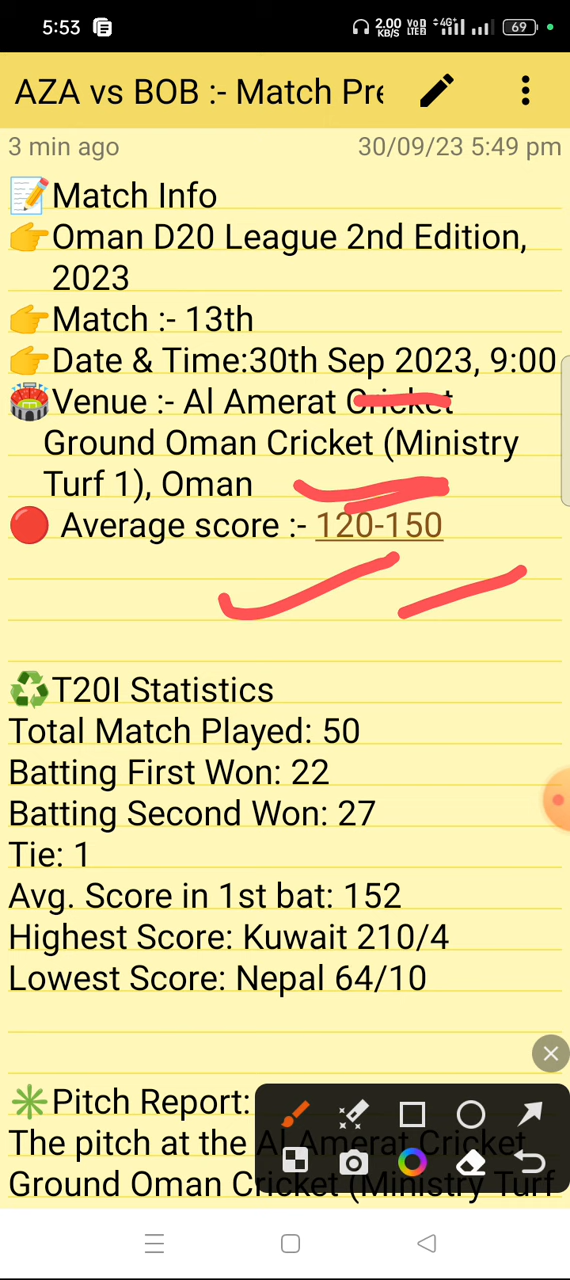 5:53
2.00 KB/S VoD LTE2 4G+ 69
AZA vs BOB :- Match Pre
3 min ago 30/09/23 5:49 pm
📝Match Info
👉Oman D20 League 2nd Edition,
2023
👉Match :- 13th
👉Date & Time:30th Sep 2023, 9:00
🏟Venue :- Al Amerat Cricket
Ground Oman Cricket (Ministry
Turf 1), Oman
🔴 Average score :- 120-150
♻️T20I Statistics
Total Match Played: 50
Batting First Won: 22
Batting Second Won: 27
Tie: 1
Avg. Score in 1st bat: 152
Highest Score: Kuwait 210/4
Lowest Score: Nepal 64/10
✳️Pitch Report:
The pitch at the Al Amerat Cricket
Ground Oman Cricket (Ministry Turf